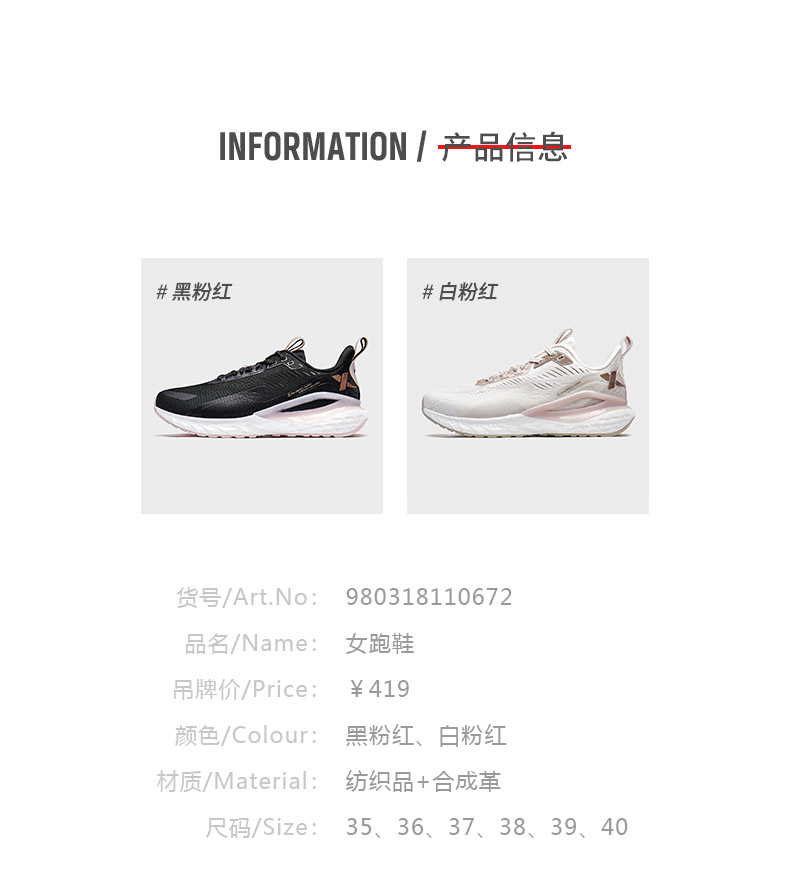 INFORMATION / 产品信息
# 黑粉红
# 白粉红
货号/Art.No： 980318110672
品名/Name： 女跑鞋
吊牌价/Price： ￥419
颜色/Colour： 黑粉红、白粉红
材质/Material： 纺织品+合成革
尺码/Size： 35、36、37、38、39、40